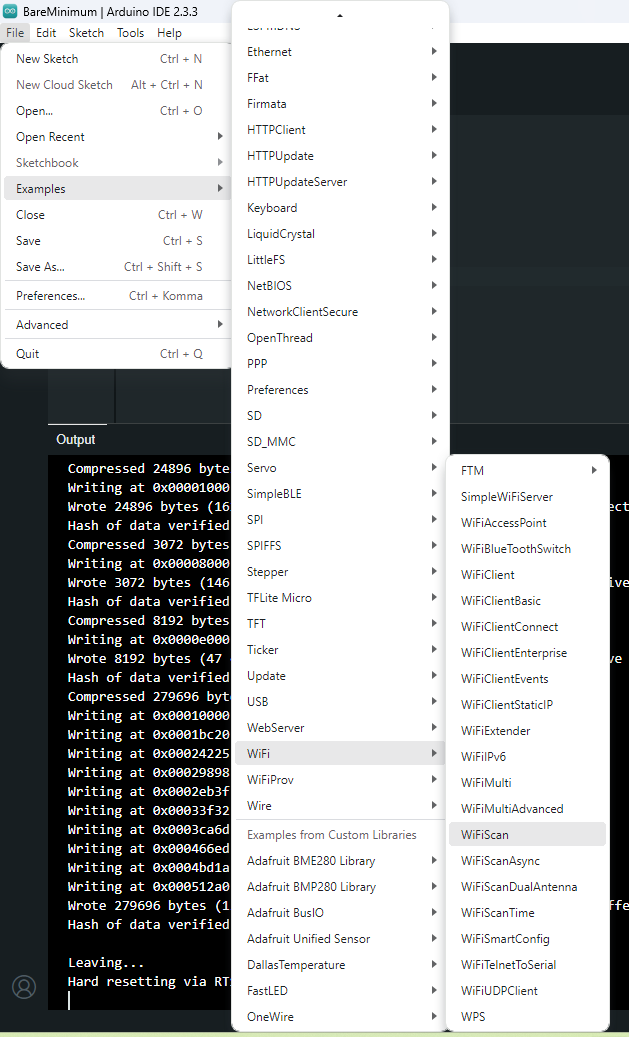 BareMinimum | Arduino IDE 2.3.3
File Edit Sketch Tools Help
New Sketch Ctrl + N
New Cloud Sketch Alt + Ctrl + N
Open... Ctrl + O
Open Recent
Sketchbook
Examples
Close Ctrl + W
Save Ctrl + S
Save As... Ctrl + Shift + S
Preferences... Ctrl + Komma
Advanced
Quit Ctrl + Q
Ethernet
FFat
Firmata
HTTPClient
HTTPUpdate
HTTPUpdateServer
Keyboard
LiquidCrystal
LittleFS
NetBIOS
NetworkClientSecure
OpenThread
PPP
Preferences
SD
SD_MMC
Servo
SimpleBLE
SPI
SPIFFS
Stepper
TFLite Micro
TFT
Ticker
Update
USB
WebServer
WiFi
WiFiProv
Wire
Examples from Custom Libraries
Adafruit BME280 Library
Adafruit BMP280 Library
Adafruit BusIO
Adafruit Unified Sensor
DallasTemperature
FastLED
OneWire
FTM
SimpleWiFiServer
WiFiAccessPoint
WiFiBlueToothSwitch
WiFiClient
WiFiClientBasic
WiFiClientConnect
WiFiClientEnterprise
WiFiClientEvents
WiFiClientStaticIP
WiFiExtender
WiFiIPv6
WiFiMulti
WiFiMultiAdvanced
WiFiScan
WiFiScanAsync
WiFiScanDualAntenna
WiFiScanTime
WiFiSmartConfig
WiFiTelnetToSerial
WiFiUDPClient
WPS
Output
Compressed 24896 byte
Writing at 0x00001000
Wrote 24896 bytes (16 ect
Hash of data verified
Compressed 3072 bytes
Writing at 0x00008000
Wrote 3072 bytes (146 ive
Hash of data verified
Compressed 8192 bytes
Writing at 0x0000e000
Wrote 8192 bytes (47 ve
Hash of data verified
Compressed 279696 byt
Writing at 0x00010000
Writing at 0x0001bc20
Writing at 0x00024225
Writing at 0x00029898
Writing at 0x0002eb3f
Writing at 0x00033f32
Writing at 0x0003ca6d
Writing at 0x000466ed
Writing at 0x0004bd1a
Writing at 0x000512a0
Wrote 279696 bytes (1 ffe
Hash of data verified
Leaving...
Hard resetting via RT